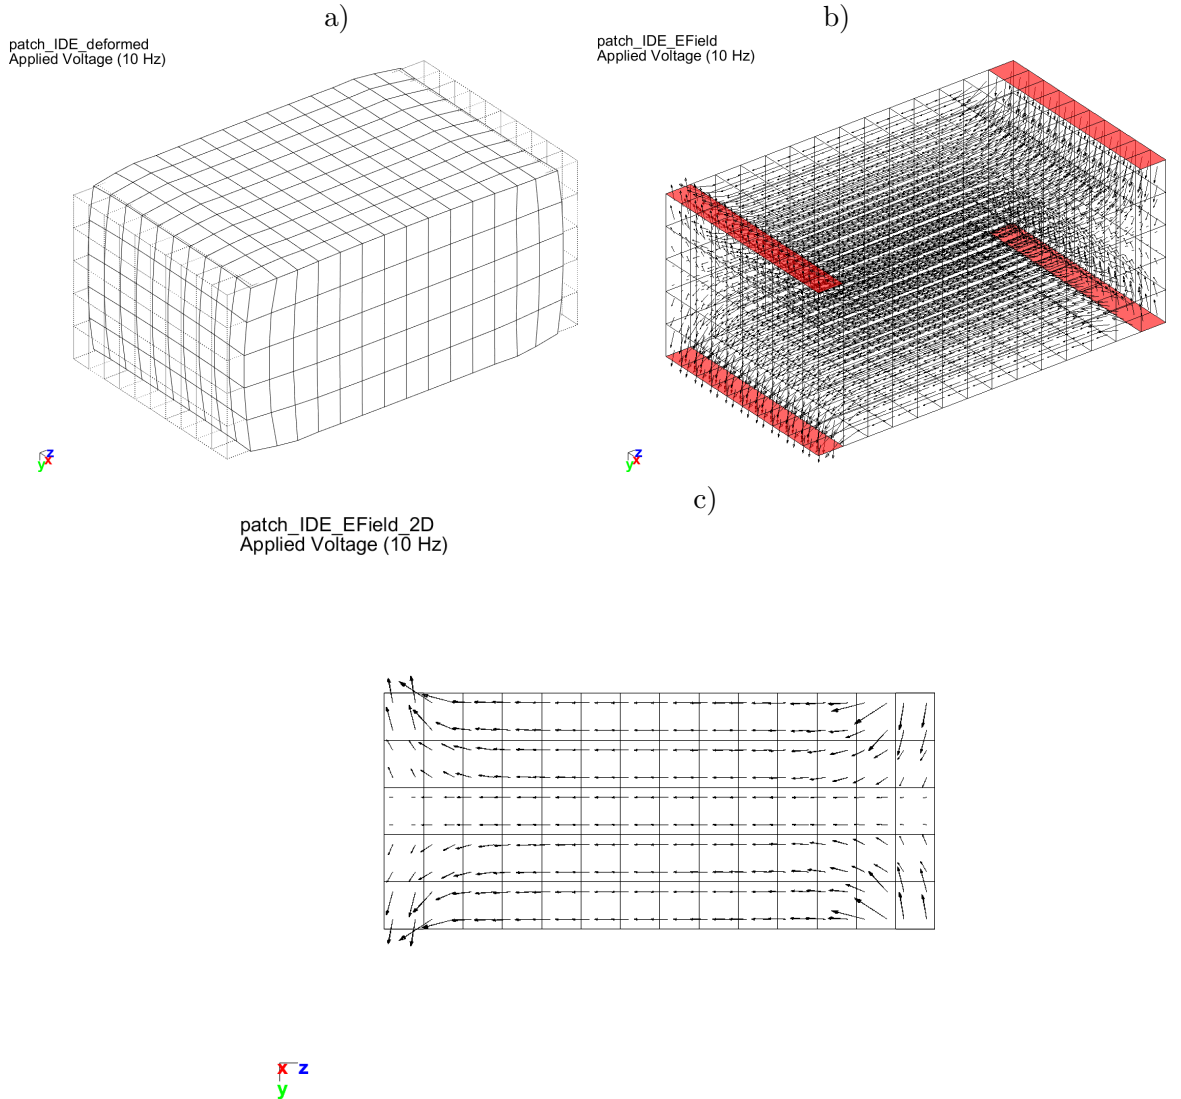 a)
patch_IDE_deformed
Applied Voltage (10 Hz)
z
x
y
b)
patch_IDE_EField
Applied Voltage (10 Hz)
z
x
y
c)
patch_IDE_EField_2D
Applied Voltage (10 Hz)
x z
y